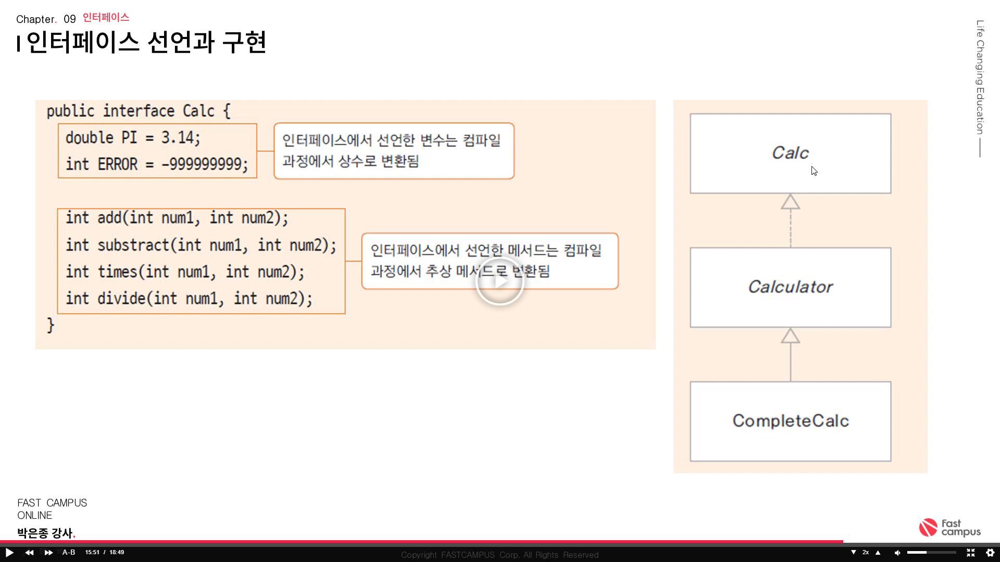 Chapter. 09 인터페이스
인터페이스 선언과 구현
Life Changing Education
public interface Calc {
double PI = 3.14;
int ERROR = -999999999;
인터페이스에서 선언한 변수는 컴파일
과정에서 상수로 변환됨
int add(int num1, int num2);
int substract(int num1, int num2);
int times(int num1, int num2);
int divide(int num1, int num2);
인터페이스에서 선언한 메서드는 컴파일
과정에서 추상 메서드로 변환됨
}
Calc
Calculator
CompleteCalc
FAST CAMPUS
ONLINE
박은종 강사.
Fast
campus
A-B 15:51 / 18:49
Copyright FASTCAMPUS Corp. All Rights Reserved
2x